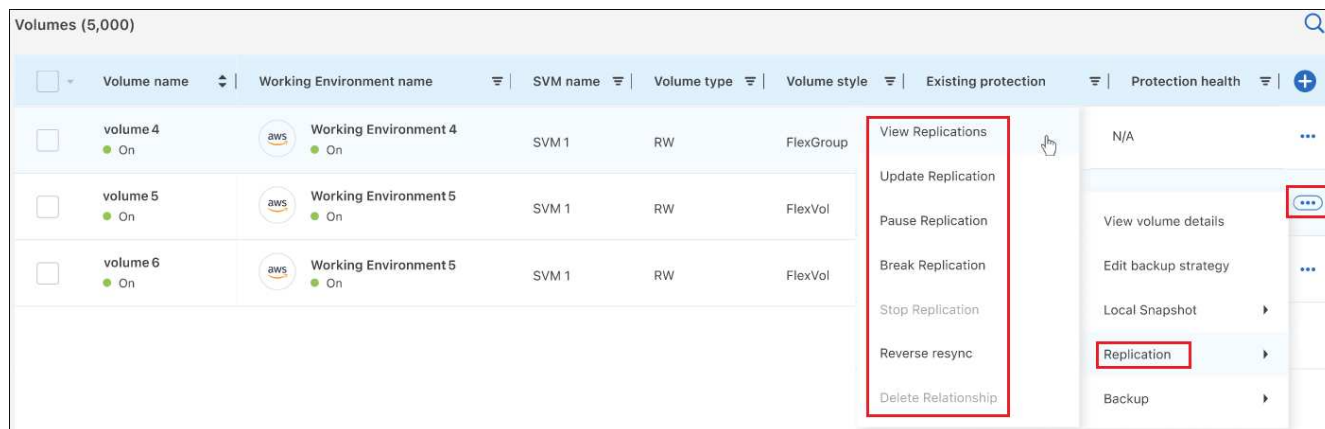 Volumes (5,000)
Volume name Working Environment name SVM name Volume type Volume style Existing protection Protection health
volume 4 Working Environment 4
On On
aws SVM 1 RW FlexGroup View Replications N/A
Update Replication
volume 5 Working Environment 5
On On
aws SVM 1 RW FlexVol Pause Replication View volume details
volume 6 Working Environment 5
On On
aws SVM 1 RW FlexVol Break Replication Edit backup strategy
Stop Replication Local Snapshot
Reverse resync Replication
Delete Relationship Backup